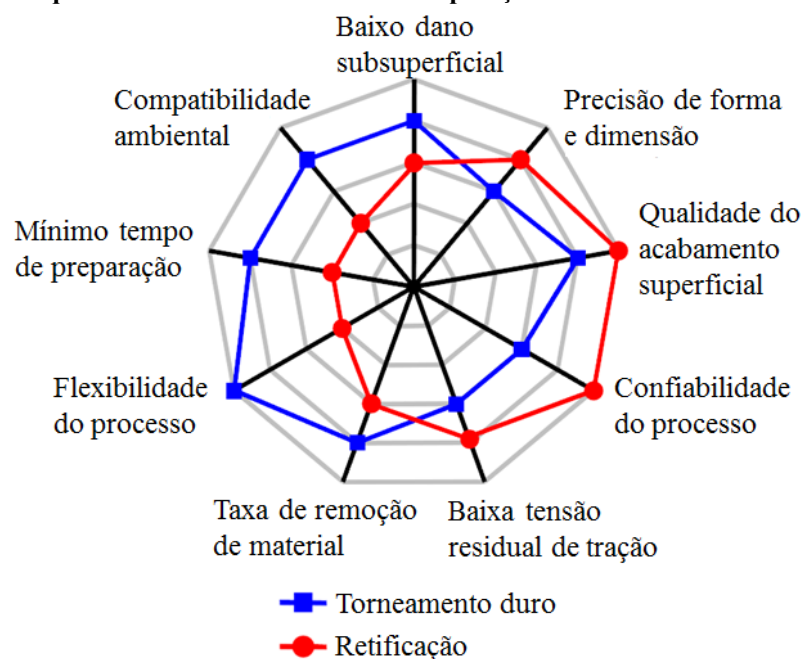 Baixo dano
subsuperficial
Compatibilidade
ambiental
Precisão de forma
e dimensão
Mínimo tempo
de preparação
Qualidade do
acabamento
superficial
Flexibilidade
do processo
Confiabilidade
do processo
Taxa de remoção
de material
Baixa tensão
residual de tração
Torneamento duro
Retificação